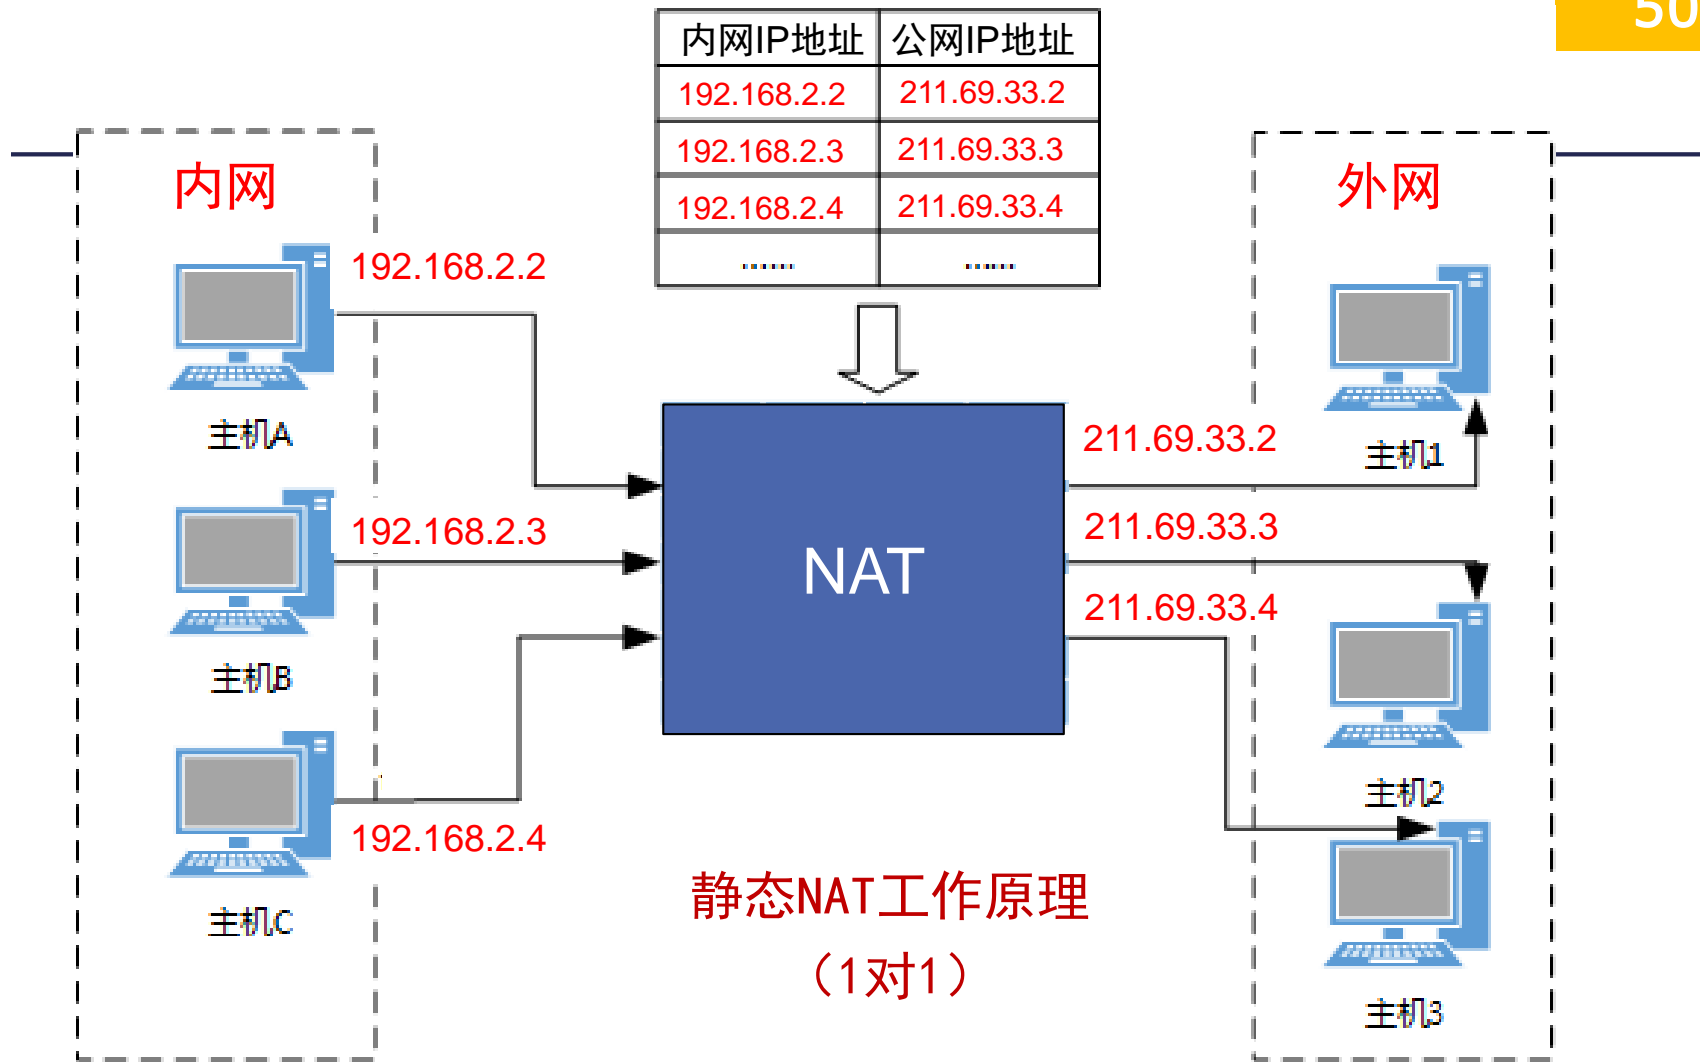 50
内网IP地址 公网IP地址
192.168.2.2 211.69.33.2
192.168.2.3 211.69.33.3
192.168.2.4 211.69.33.4
...... ......
内网
外网
192.168.2.2
主机A
192.168.2.3
主机B
192.168.2.4
主机C
NAT
211.69.33.2
主机1
211.69.33.3
211.69.33.4
主机2
主机3
静态NAT工作原理
（1对1）